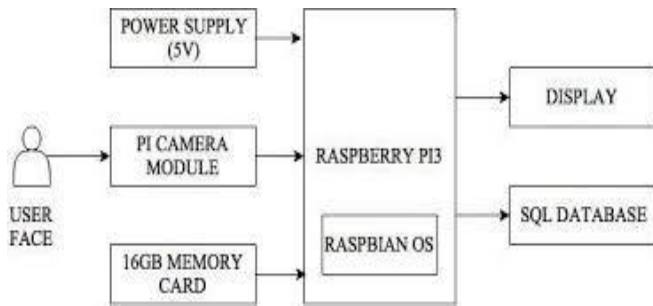 POWER SUPPLY
(5V)
USER
FACE
PI CAMERA
MODULE
16GB MEMORY
CARD
RASPBERRY PI3
RASPBIAN OS
DISPLAY
SQL DATABASE